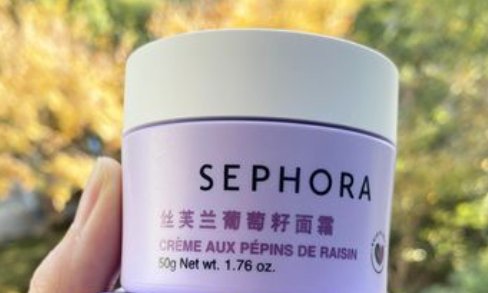 SEPHORA
丝芙兰葡萄籽面霜
CRÈME AUX PÉPINS DE RAISIN
50g Net wt. 1.76 oz.